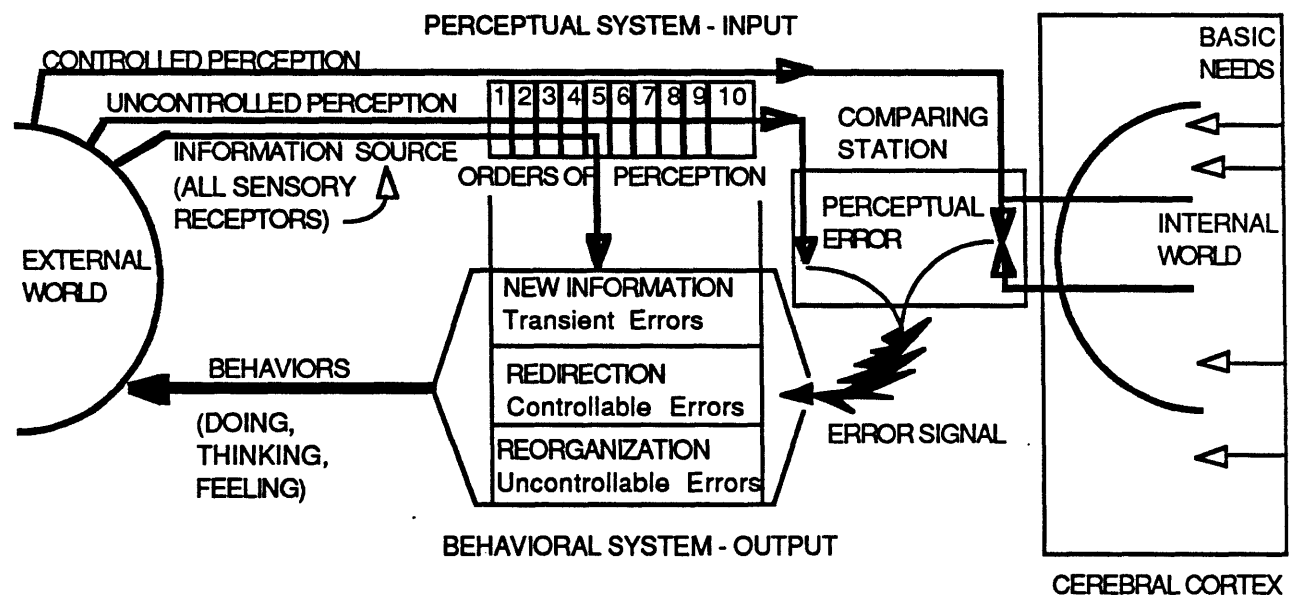 PERCEPTUAL SYSTEM - INPUT
CONTROLLED PERCEPTION
UNCONTROLLED PERCEPTION
INFORMATION SOURCE
(ALL SENSORY
RECEPTORS)
1 2 3 4 5 6 7 8 9 10
ORDERS OF PERCEPTION
COMPARING
STATION
PERCEPTUAL
ERROR
BASIC
NEEDS
INTERNAL
WORLD
EXTERNAL
WORLD
NEW INFORMATION
Transient Errors
REDIRECTION
Controllable Errors
REORGANIZATION
Uncontrollable Errors
BEHAVIORS
(DOING,
THINKING,
FEELING)
ERROR SIGNAL
BEHAVIORAL SYSTEM - OUTPUT
CEREBRAL CORTEX